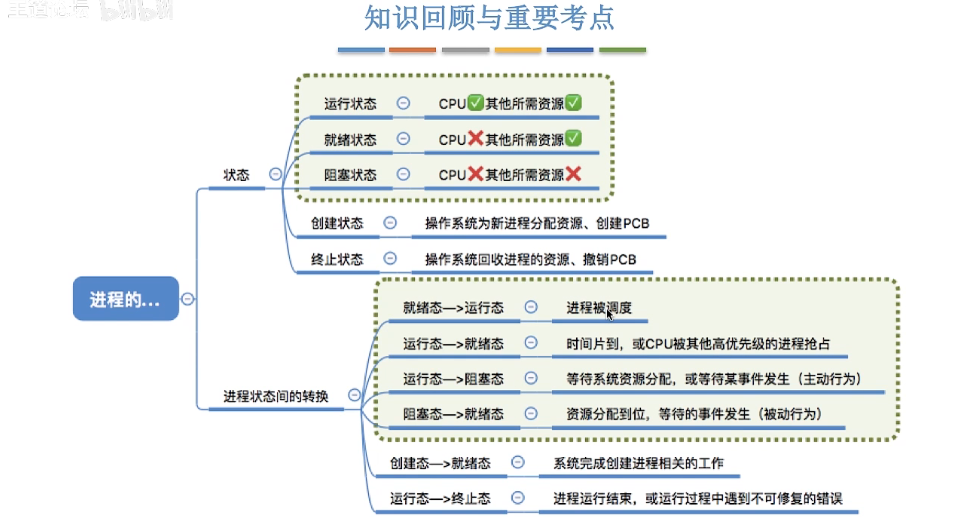 知识回顾与重要考点
运行状态 CPU✅其他所需资源✅
就绪状态 CPU❌其他所需资源✅
状态
阻塞状态 CPU❌其他所需资源❌
创建状态 操作系统为新进程分配资源、创建PCB
终止状态 操作系统回收进程的资源、撤销PCB
进程的...
就绪态—>运行态 进程被调度
运行态—>就绪态 时间片到，或CPU被其他高优先级的进程抢占
运行态—>阻塞态 等待系统资源分配，或等待某事件发生（主动行为）
进程状态间的转换
阻塞态—>就绪态 资源分配到位，等待的事件发生（被动行为）
创建态—>就绪态 系统完成创建进程相关的工作
运行态—>终止态 进程运行结束，或运行过程中遇到不可修复的错误